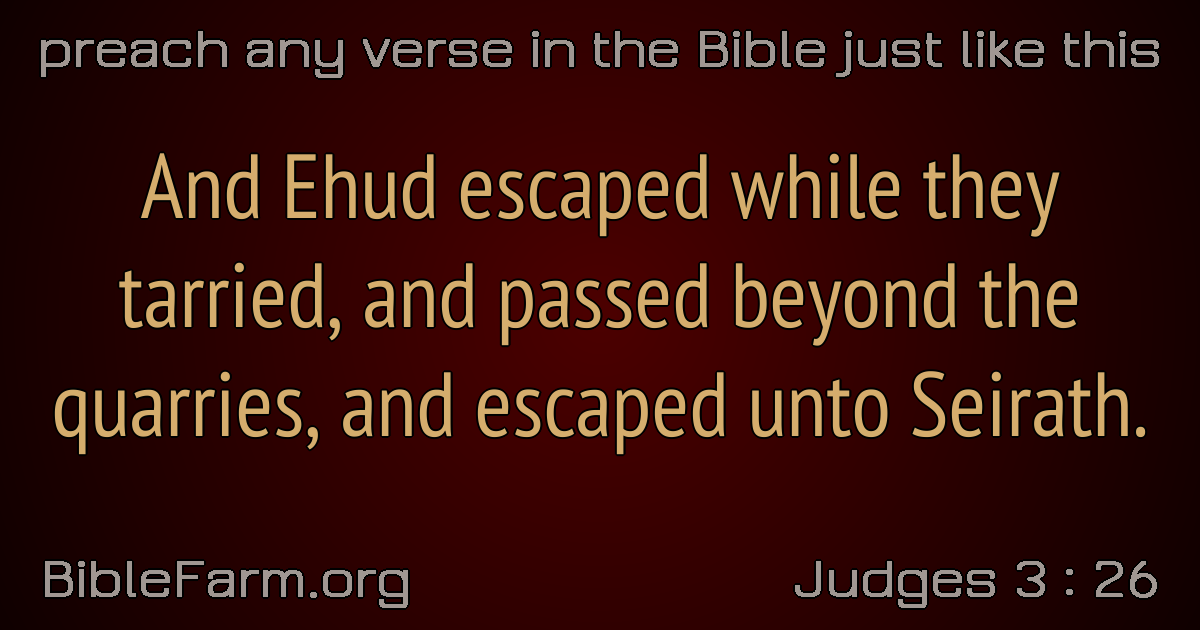 preach any verse in the Bible just like this
And Ehud escaped while they
tarried, and passed beyond the
quarries, and escaped unto Seirath.
BibleFarm.org
Judges 3 : 26